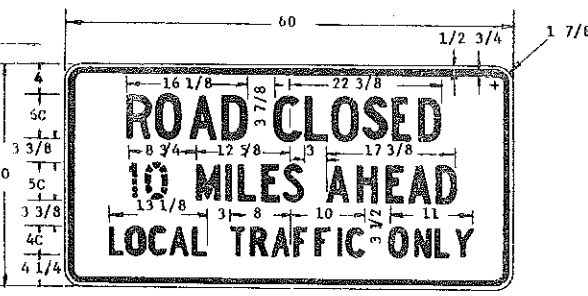 60
1/2 3/4
1 7/8
4
16 1/8 3 7/8 22 3/8
6C
ROAD CLOSED
3 3/8
8 3/4 12 5/8 3 17 3/8
5C
10 MILES AHEAD
3 3/8
13 1/8 3 8 10 3 1/2 11
4C
LOCAL TRAFFIC ONLY
4 1/4